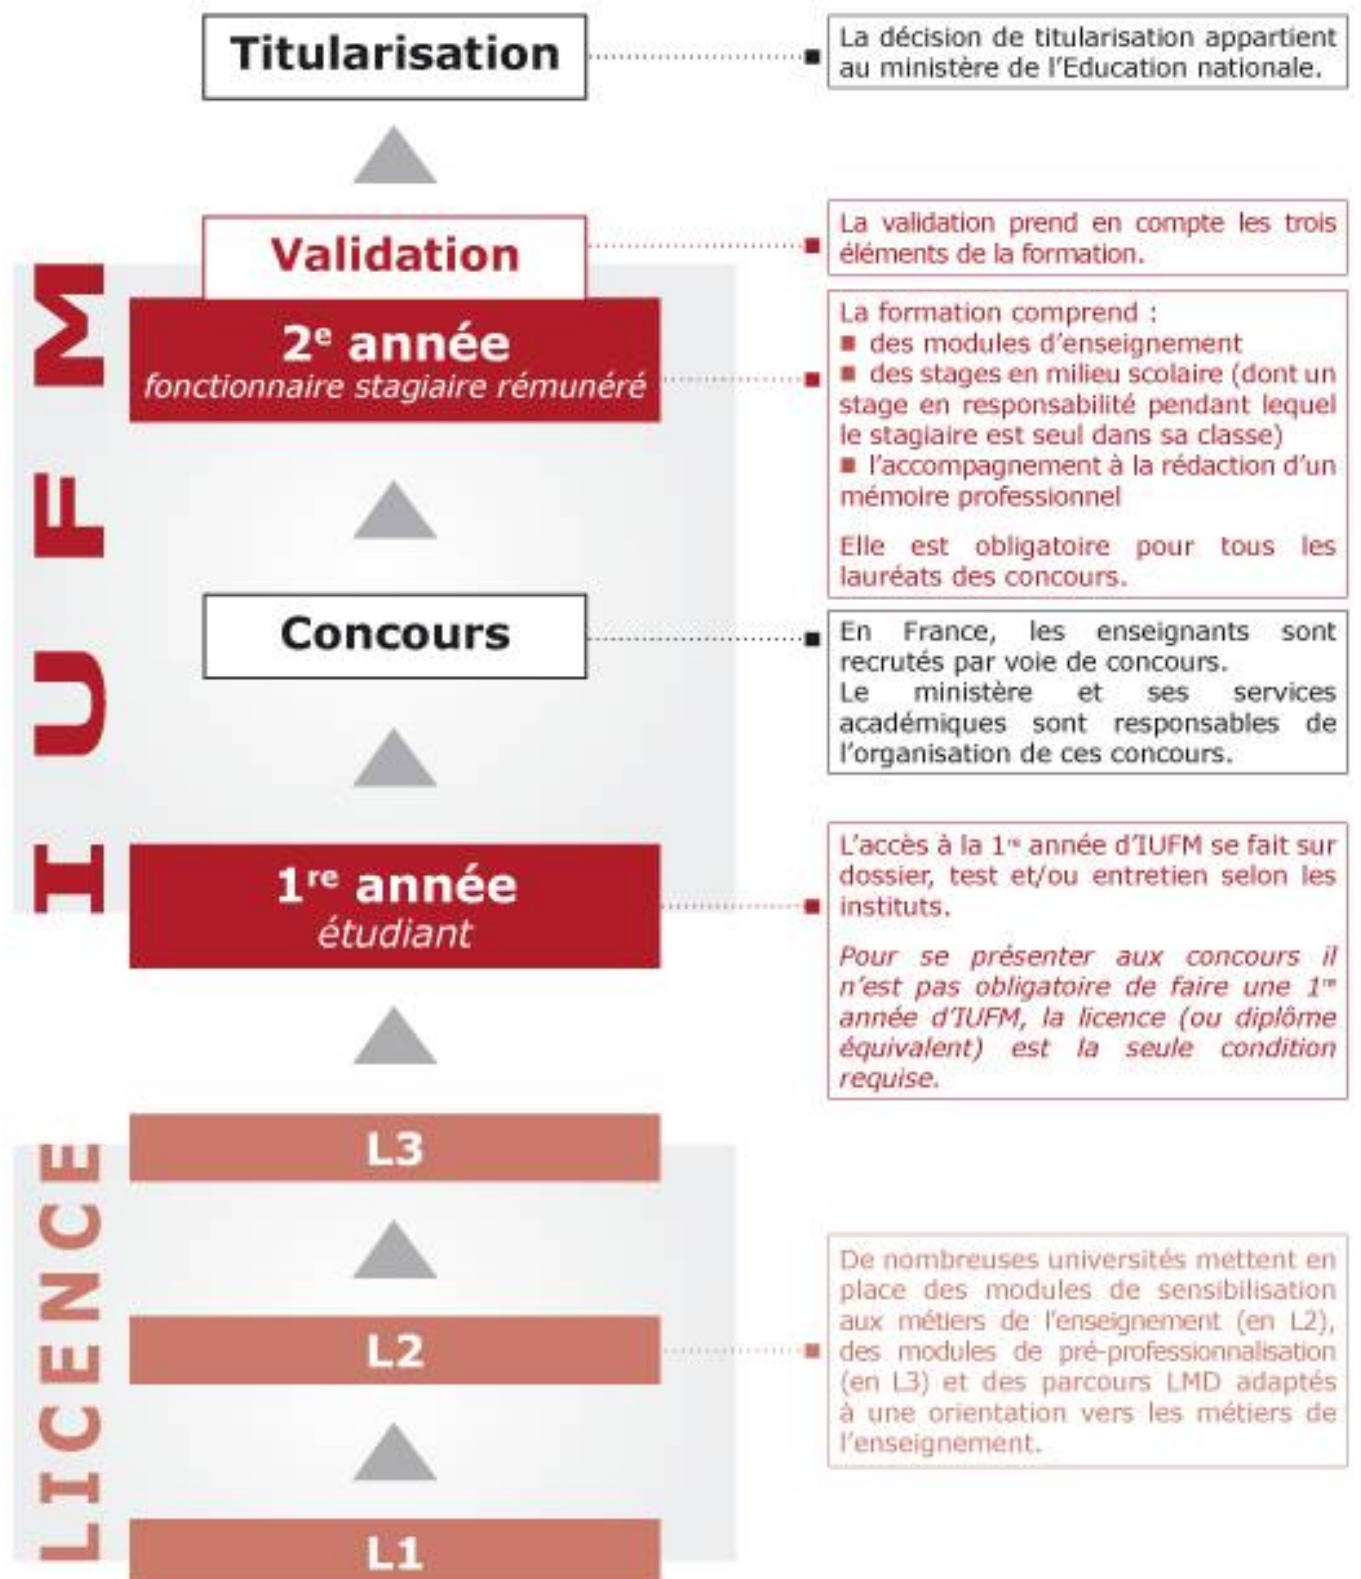 Titularisation
La décision de titularisation appartient
au ministère de l'Education nationale.
Validation
La validation prend en compte les trois
éléments de la formation.
IUFM
2e année
fonctionnaire stagiaire rémunéré
La formation comprend :
■ des modules d'enseignement
■ des stages en milieu scolaire (dont un
stage en responsabilité pendant lequel
le stagiaire est seul dans sa classe)
■ l'accompagnement à la rédaction d'un
mémoire professionnel
Elle est obligatoire pour tous les
lauréats des concours.
Concours
En France, les enseignants sont
recrutés par voie de concours.
Le ministère et ses services
académiques sont responsables de
l'organisation de ces concours.
1re année
étudiant
L'accès à la 1re année d'IUFM se fait sur
dossier, test et/ou entretien selon les
instituts.
Pour se présenter aux concours il
n'est pas obligatoire de faire une 1re
année d'IUFM, la licence (ou diplôme
équivalent) est la seule condition
requise.
LICENCE
L3
L2
De nombreuses universités mettent en
place des modules de sensibilisation
aux métiers de l'enseignement (en L2),
des modules de pré-professionnalisation
(en L3) et des parcours LMD adaptés
à une orientation vers les métiers de
l'enseignement.
L1